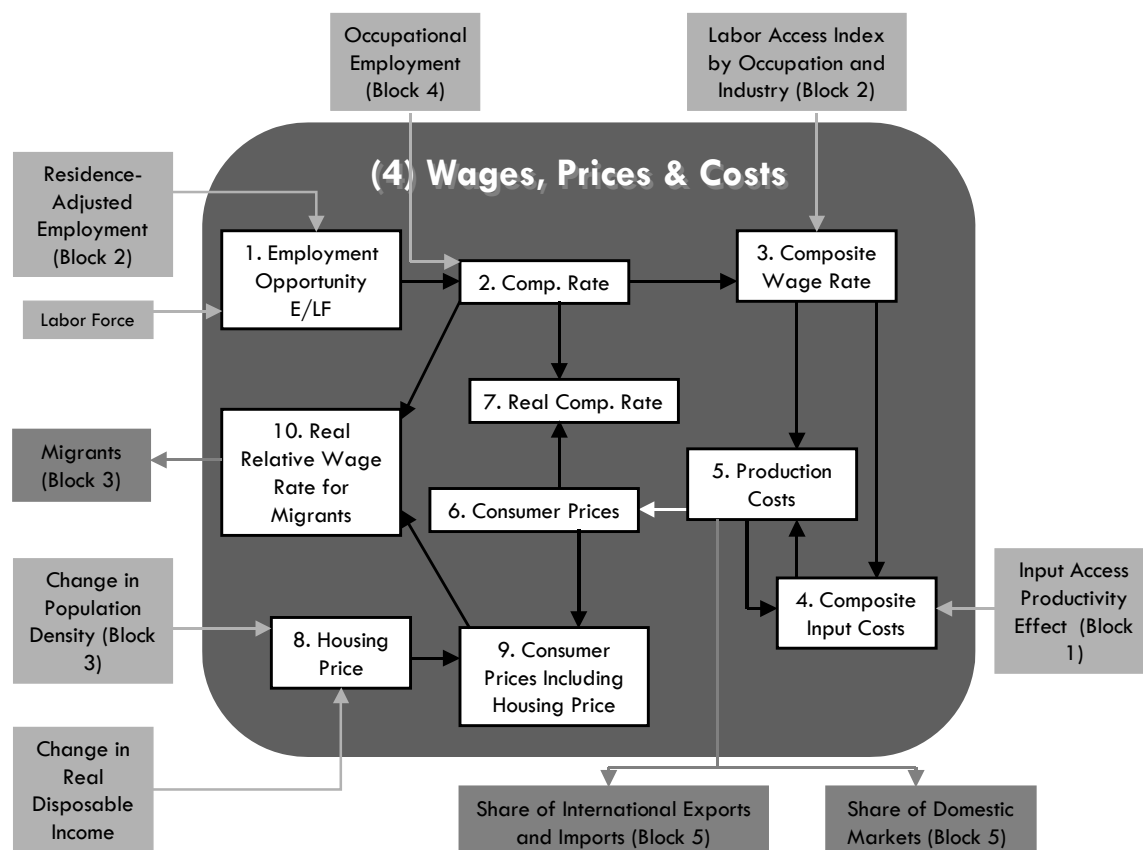 Occupational
Employment
(Block 4)
Labor Access Index
by Occupation and
Industry (Block 2)
(4) Wages, Prices & Costs
Residence-
Adjusted
Employment
(Block 2)
1. Employment
Opportunity
E/LF
2. Comp. Rate
3. Composite
Wage Rate
Labor Force
7. Real Comp. Rate
10. Real
Relative Wage
Rate for
Migrants
Migrants
(Block 3)
5. Production
Costs
6. Consumer Prices
Change in
Population
Density (Block
3)
4. Composite
Input Costs
Input Access
Productivity
Effect (Block
1)
8. Housing
Price
9. Consumer
Prices Including
Housing Price
Change in
Real
Disposable
Income
Share of International Exports
and Imports (Block 5)
Share of Domestic
Markets (Block 5)